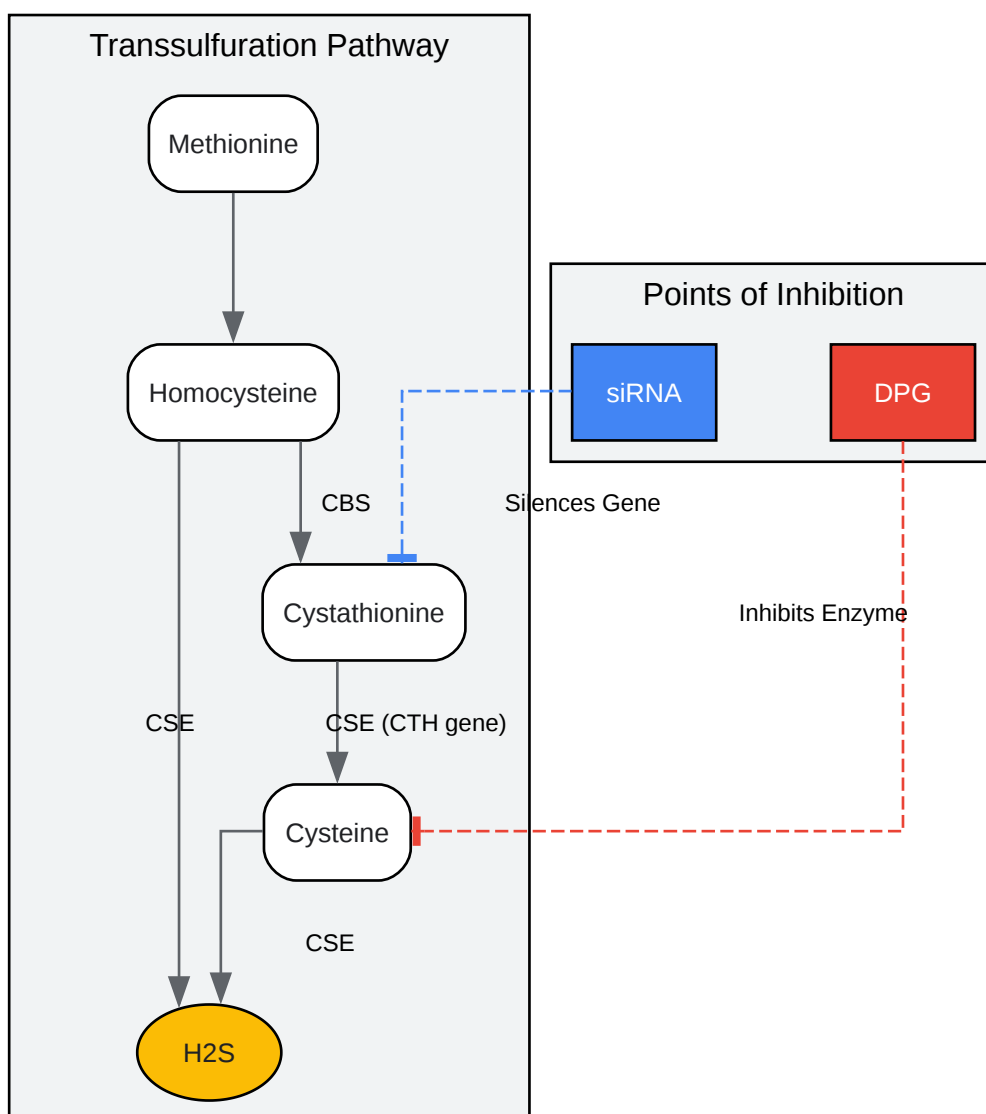 Transsulfuration Pathway
Methionine
Points of Inhibition
Homocysteine
siRNA
DPG
CBS
Silences Gene
Cystathionine
Inhibits Enzyme
CSE
CSE (CTH gene)
Cysteine
CSE
H2S